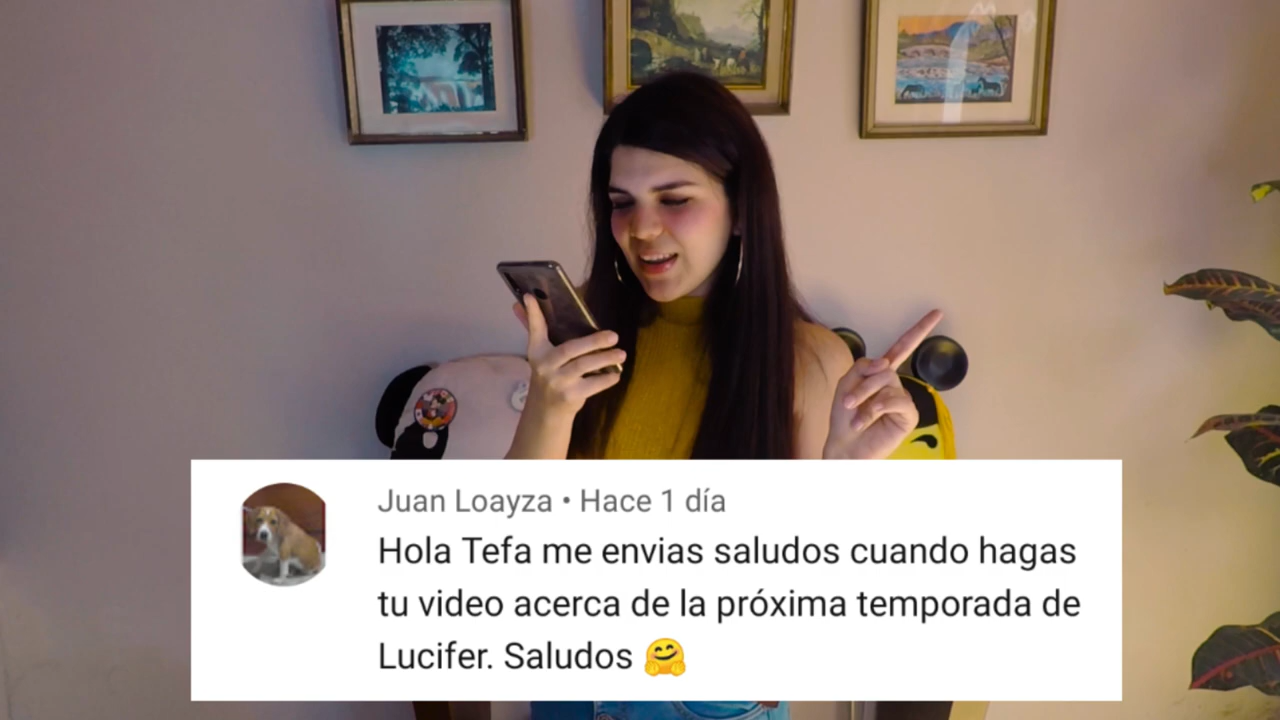 Juan Loayza • Hace 1 día
Hola Tefa me envias saludos cuando hagas
tu video acerca de la próxima temporada de
Lucifer. Saludos 🤗